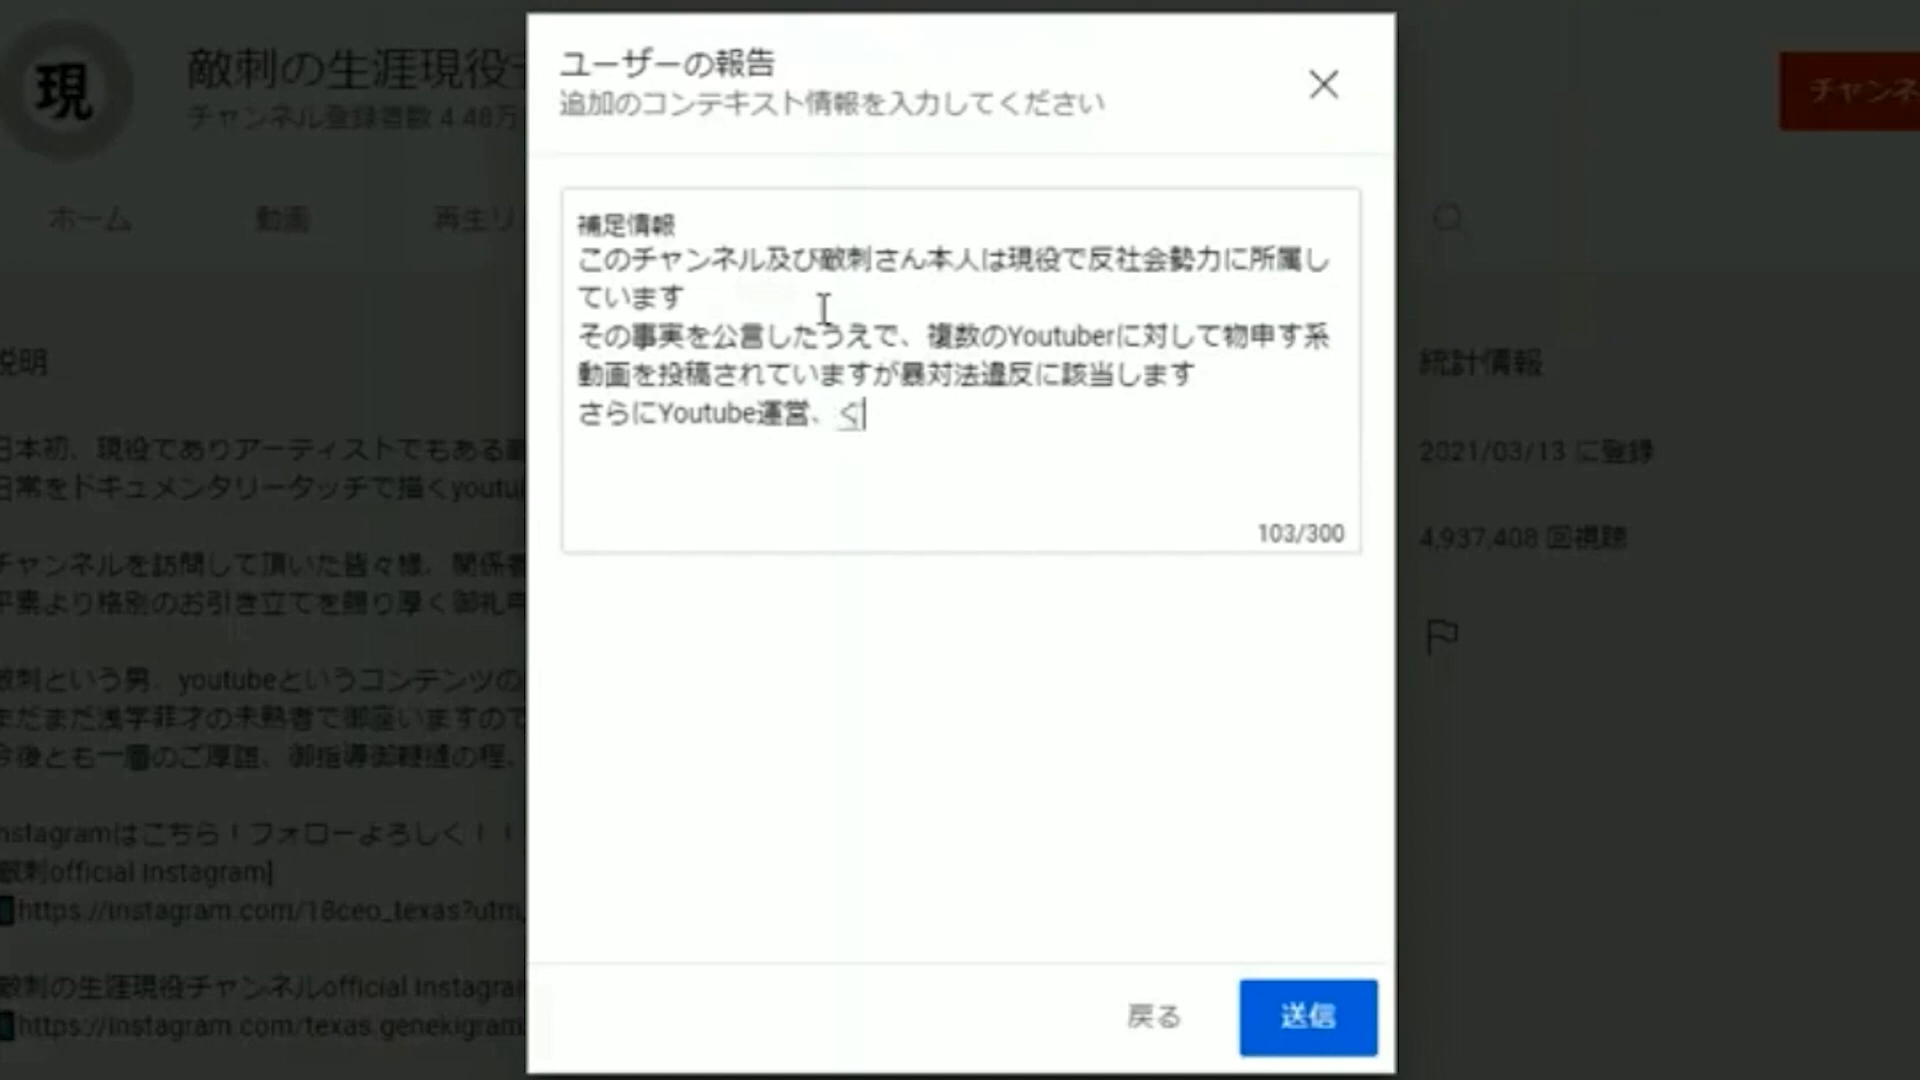 現
敵刺の生涯現役
チャンネル登録者数 4.48万
チャンネ
ホーム
動画
再生リ
ユーザーの報告
追加のコンテキスト情報を入力してください
補足情報
このチャンネル及び敵刺さん本人は現役で反社会勢力に所属し
ています
その事実を公言したうえで、複数のYoutuberに対して物申す系
動画を投稿されていますが暴対法違反に該当します
さらにYoutube運営、く
103/300
戻る
送信
説明
日本初、現役でありアーティストでもある
日常をドキュメンタリータッチで描くyoutu
チャンネルを訪問して頂いた皆々様、関係者
平素より格別のお引き立てを賜り厚く御礼申
敵刺という男、youtubeというコンテンツの
まだまだ浅学菲才の未熟者で御座いますので
今後とも一層のご厚誼、御指導御鞭撻の程、
Instagramはこちら！フォローよろしく！！
敵刺official Instagram]
https://instagram.com/18ceo_texas?utm_
敵刺の生涯現役チャンネルofficial Instagra
https://instagram.com/texas.genekigram
統計情報
2021/03/13 に登録
4,937,408 回視聴